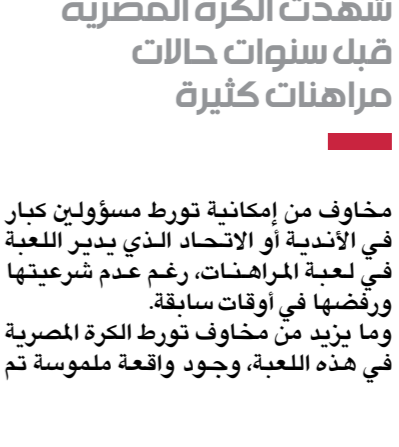 شهدت الكرة المصرية
قبل سنوات حالات
مراهنات كثيرة
مخاوف من إمكانية تورط مسؤولين كبار
في الأندية أو الاتحاد الذي يدير اللعبة
في لعبة المراهنات، رغم عدم شرعيتها
ورفضها في أوقات سابقة.
وما يزيد من مخاوف تورط الكرة المصرية
في هذه اللعبة، وجود واقعة ملموسة تم